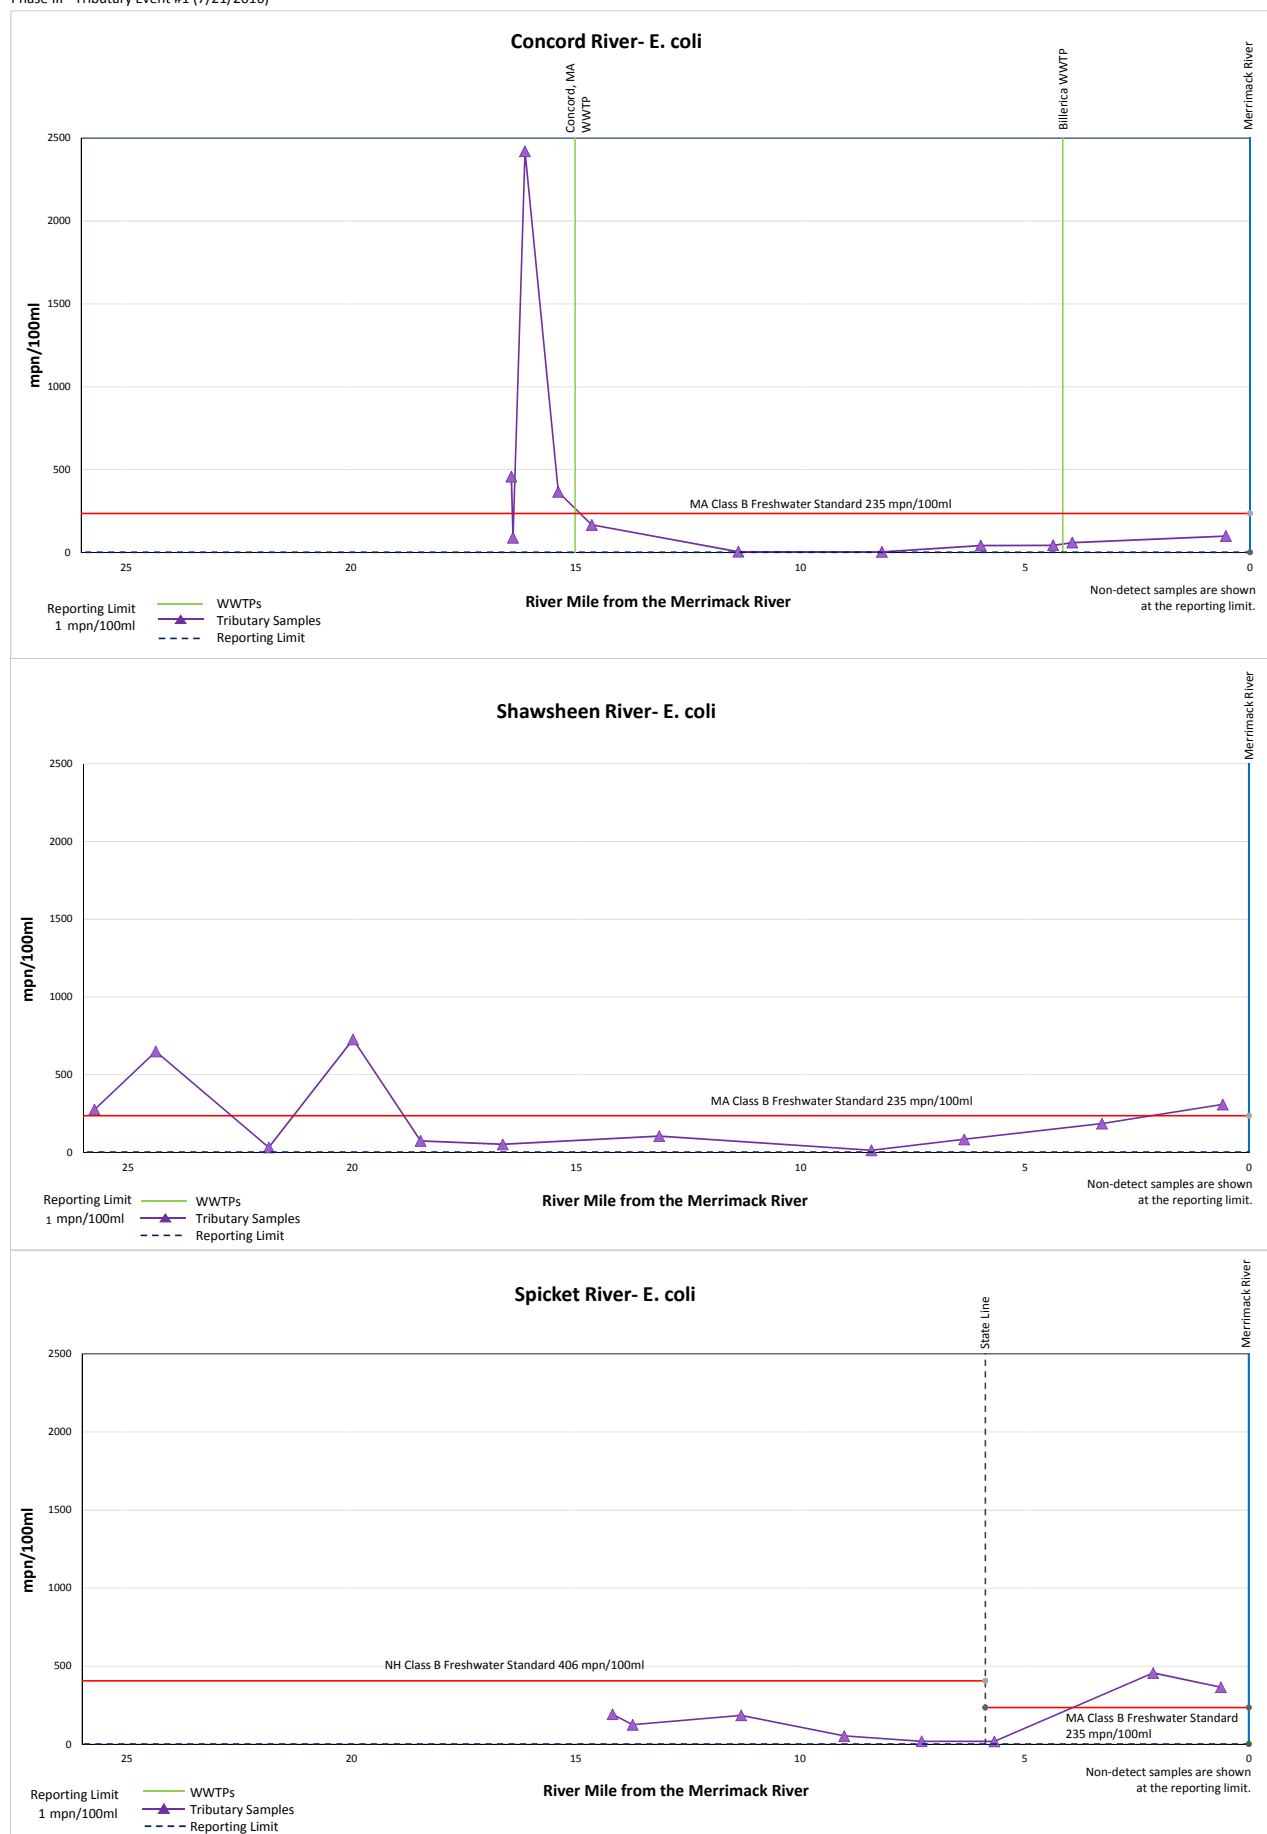 Concord River- E. coli
Concord, MA
WWTP
Billerica WWTP
Merrimack River
2500
2000
1500
1000
500
0
mpn/100ml
MA Class B Freshwater Standard 235 mpn/100ml
25
20
15
10
5
0
River Mile from the Merrimack River
Non-detect samples are shown
at the reporting limit.
Reporting Limit
1 mpn/100ml
WWTPs
Tributary Samples
Reporting Limit
Shawsheen River- E. coli
Merrimack River
2500
2000
1500
1000
500
0
mpn/100ml
MA Class B Freshwater Standard 235 mpn/100ml
25
20
15
10
5
0
River Mile from the Merrimack River
Non-detect samples are shown
at the reporting limit.
Reporting Limit
1 mpn/100ml
WWTPs
Tributary Samples
Reporting Limit
Spicket River- E. coli
State Line
Merrimack River
2500
2000
1500
1000
500
0
mpn/100ml
NH Class B Freshwater Standard 406 mpn/100ml
MA Class B Freshwater Standard
235 mpn/100ml
25
20
15
10
5
0
River Mile from the Merrimack River
Non-detect samples are shown
at the reporting limit.
Reporting Limit
1 mpn/100ml
WWTPs
Tributary Samples
Reporting Limit